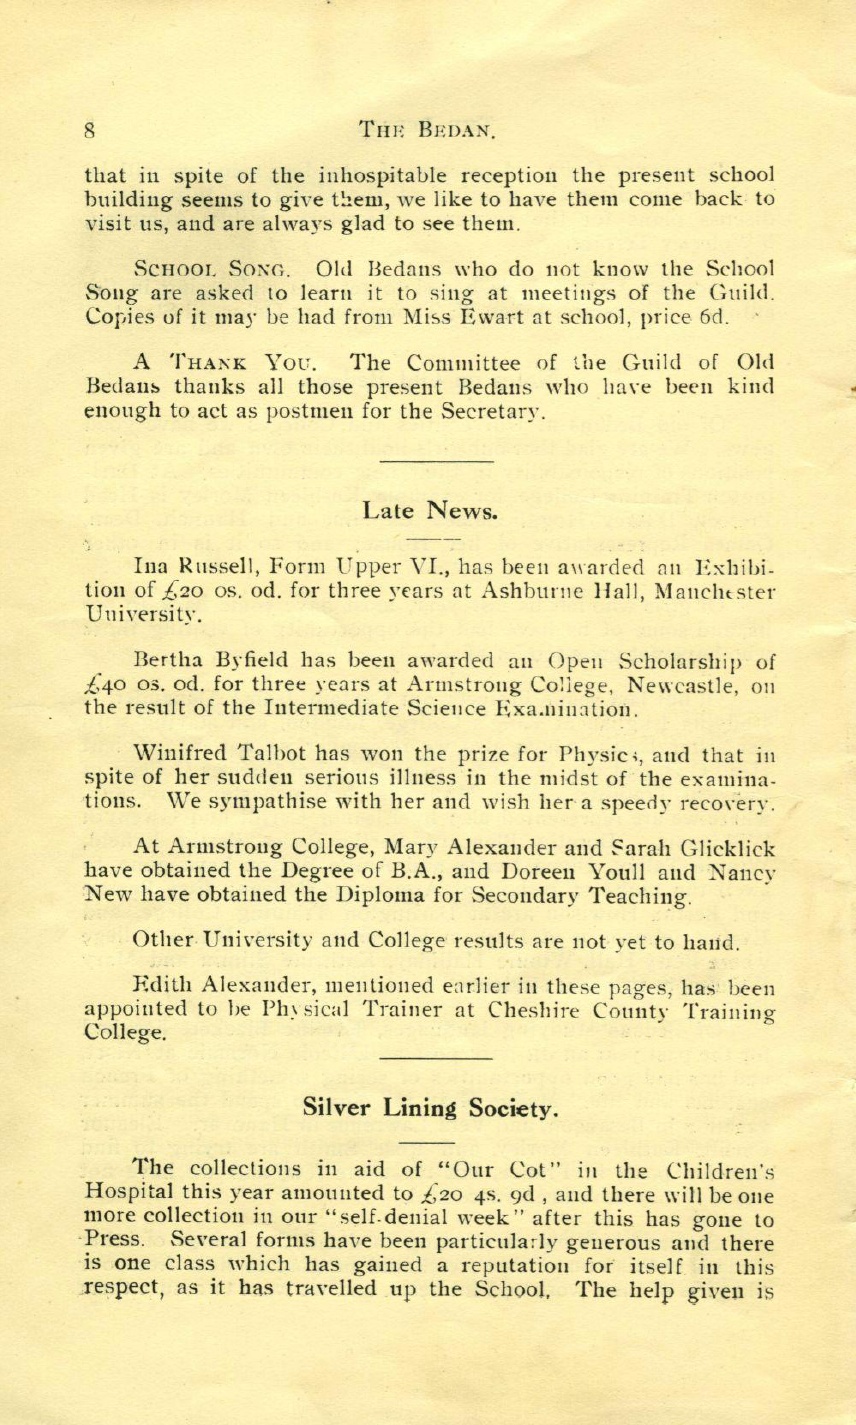 8 THE BEDAN.
that in spite of the inhospitable reception the present school
building seems to give them, we like to have them come back to
visit us, and are always glad to see them.
SCHOOL SONG. Old Bedans who do not know the School
Song are asked to learn it to sing at meetings of the Guild.
Copies of it may be had from Miss Ewart at school, price 6d.
A THANK YOU. The Committee of the Guild of Old
Bedans thanks all those present Bedans who have been kind
enough to act as postmen for the Secretary.
Late News.
Ina Russell, Form Upper VI., has been awarded an Exhibi-
tion of £20 os. od. for three years at Ashburne Hall, Manchester
University.
Bertha Byfield has been awarded an Open Scholarship of
£40 os. od. for three years at Armstrong College, Newcastle, on
the result of the Intermediate Science Examination.
Winifred Talbot has won the prize for Physics, and that in
spite of her sudden serious illness in the midst of the examina-
tions. We sympathise with her and wish her a speedy recovery.
At Armstrong College, Mary Alexander and Sarah Glicklick
have obtained the Degree of B.A., and Doreen Youll and Nancy
New have obtained the Diploma for Secondary Teaching.
Other University and College results are not yet to hand.
Edith Alexander, mentioned earlier in these pages, has been
appointed to be Physical Trainer at Cheshire County Training
College.
Silver Lining Society.
The collections in aid of "Our Cot" in the Children's
Hospital this year amounted to £20 4s. 9d, and there will be one
more collection in our "self-denial week" after this has gone to
Press. Several forms have been particularly generous and there
is one class which has gained a reputation for itself in this
respect, as it has travelled up the School. The help given is